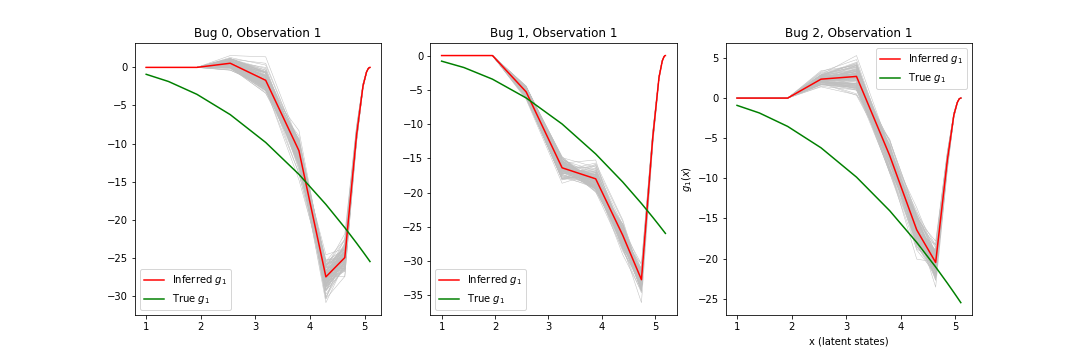 Bug 0, Observation 1
0
−5
−10
−15
−20
−25
−30
1 2 3 4 5
Inferred g₁
True g₁
Bug 1, Observation 1
0
−5
−10
−15
−20
−25
−30
−35
1 2 3 4 5
Inferred g₁
True g₁
Bug 2, Observation 1
g₁(x)
5
0
−5
−10
−15
−20
−25
1 2 3 4 5
x (latent states)
Inferred g₁
True g₁